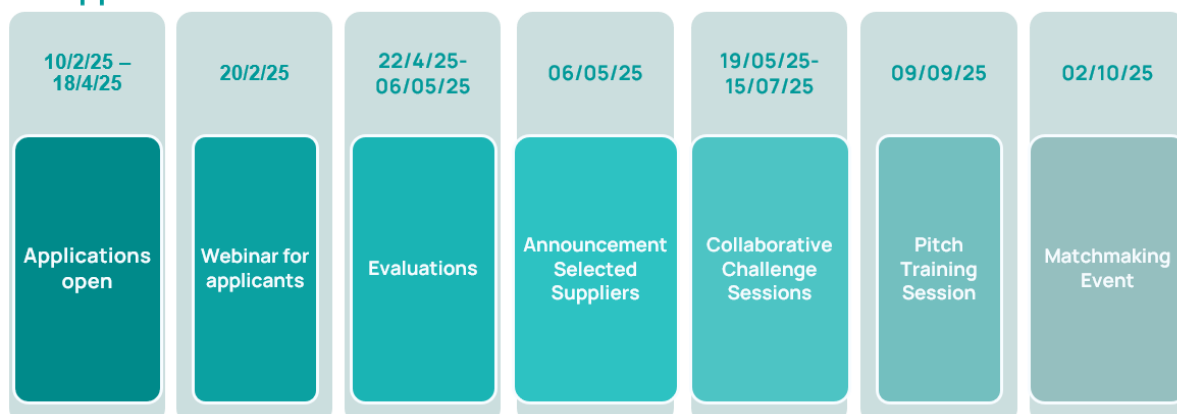 10/2/25 –
18/4/25
Applications
open
20/2/25
Webinar for
applicants
22/4/25-
06/05/25
Evaluations
06/05/25
Announcement
Selected
Suppliers
19/05/25-
15/07/25
Collaborative
Challenge
Sessions
09/09/25
Pitch
Training
Session
02/10/25
Matchmaking
Event